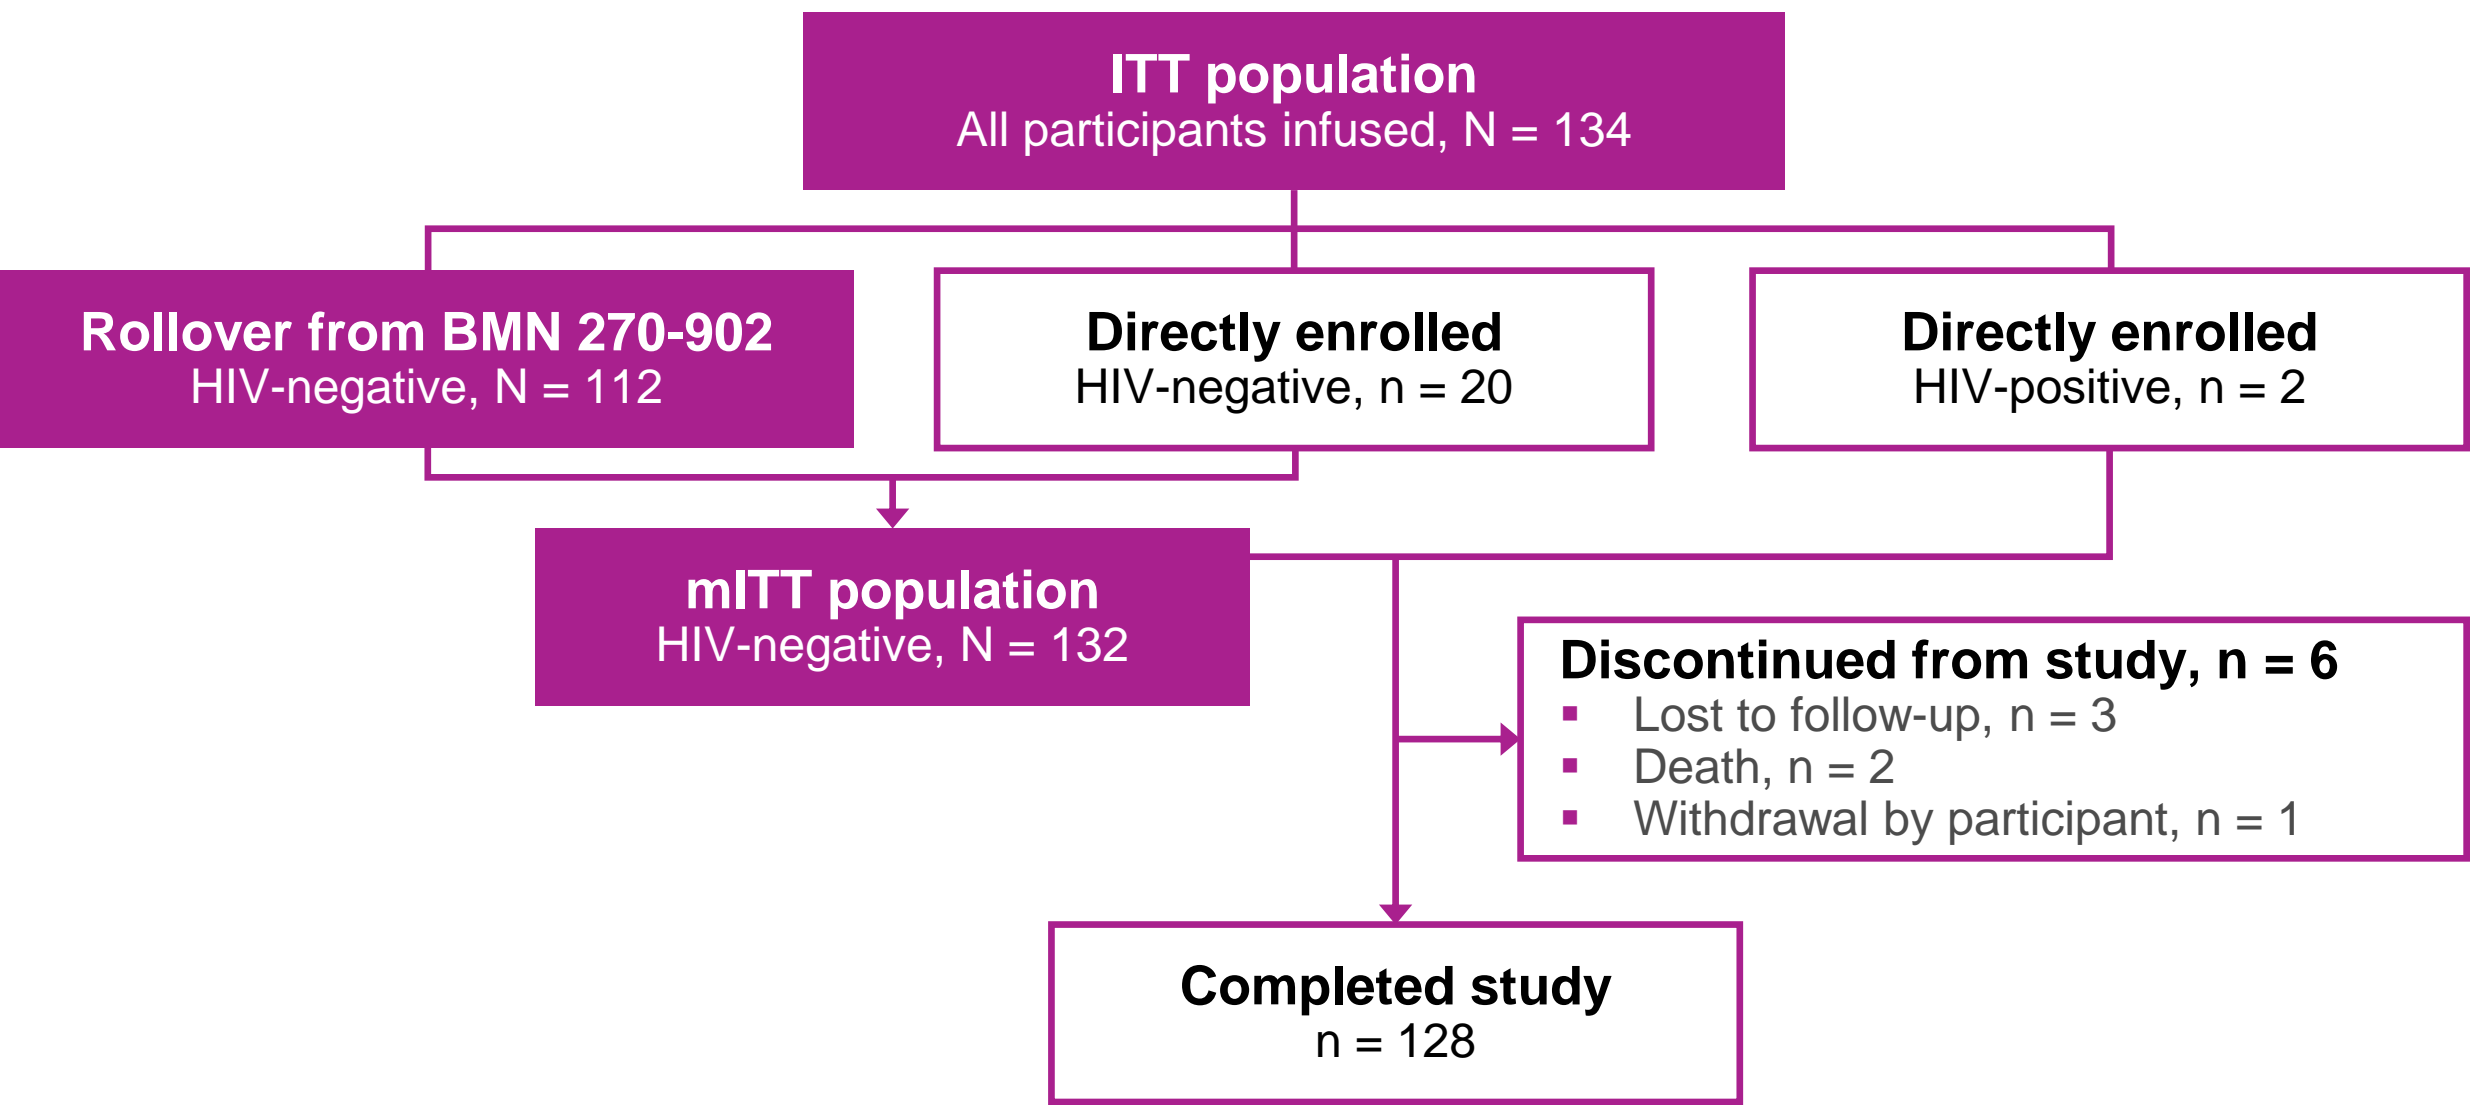 ITT population
All participants infused, N = 134
Rollover from BMN 270-902
HIV-negative, N = 112
Directly enrolled
HIV-negative, n = 20
Directly enrolled
HIV-positive, n = 2
mITT population
HIV-negative, N = 132
Discontinued from study, n = 6
▪ Lost to follow-up, n = 3
▪ Death, n = 2
▪ Withdrawal by participant, n = 1
Completed study
n = 128